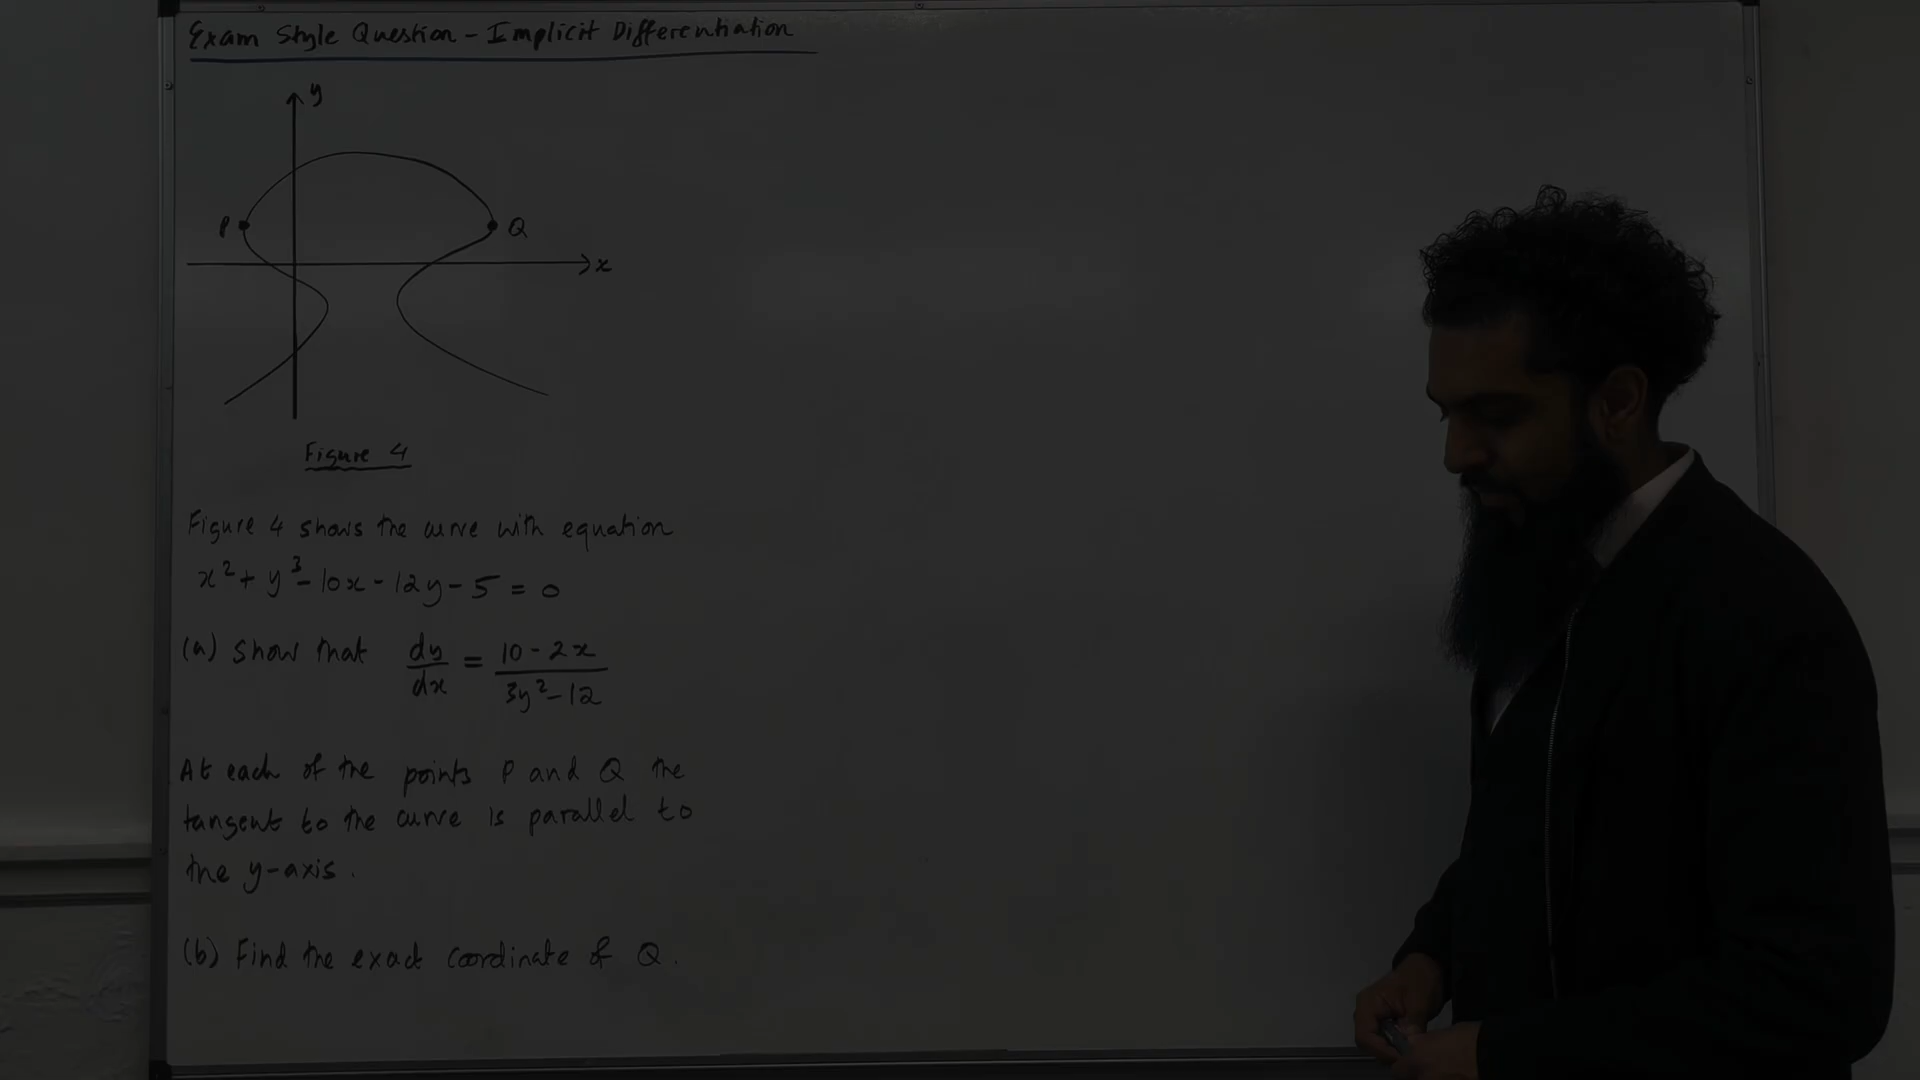 Exam Style Question - Implicit Differentiation
y
P
Q
x
Figure 4
Figure 4 shows the curve with equation
x² + y³ - 10x - 12y - 5 = 0
(a) Show that dy/dx = (10 - 2x)/(3y² - 12)
At each of the points P and Q the
tangent to the curve is parallel to
the y-axis.
(b) Find the exact coordinate of Q.